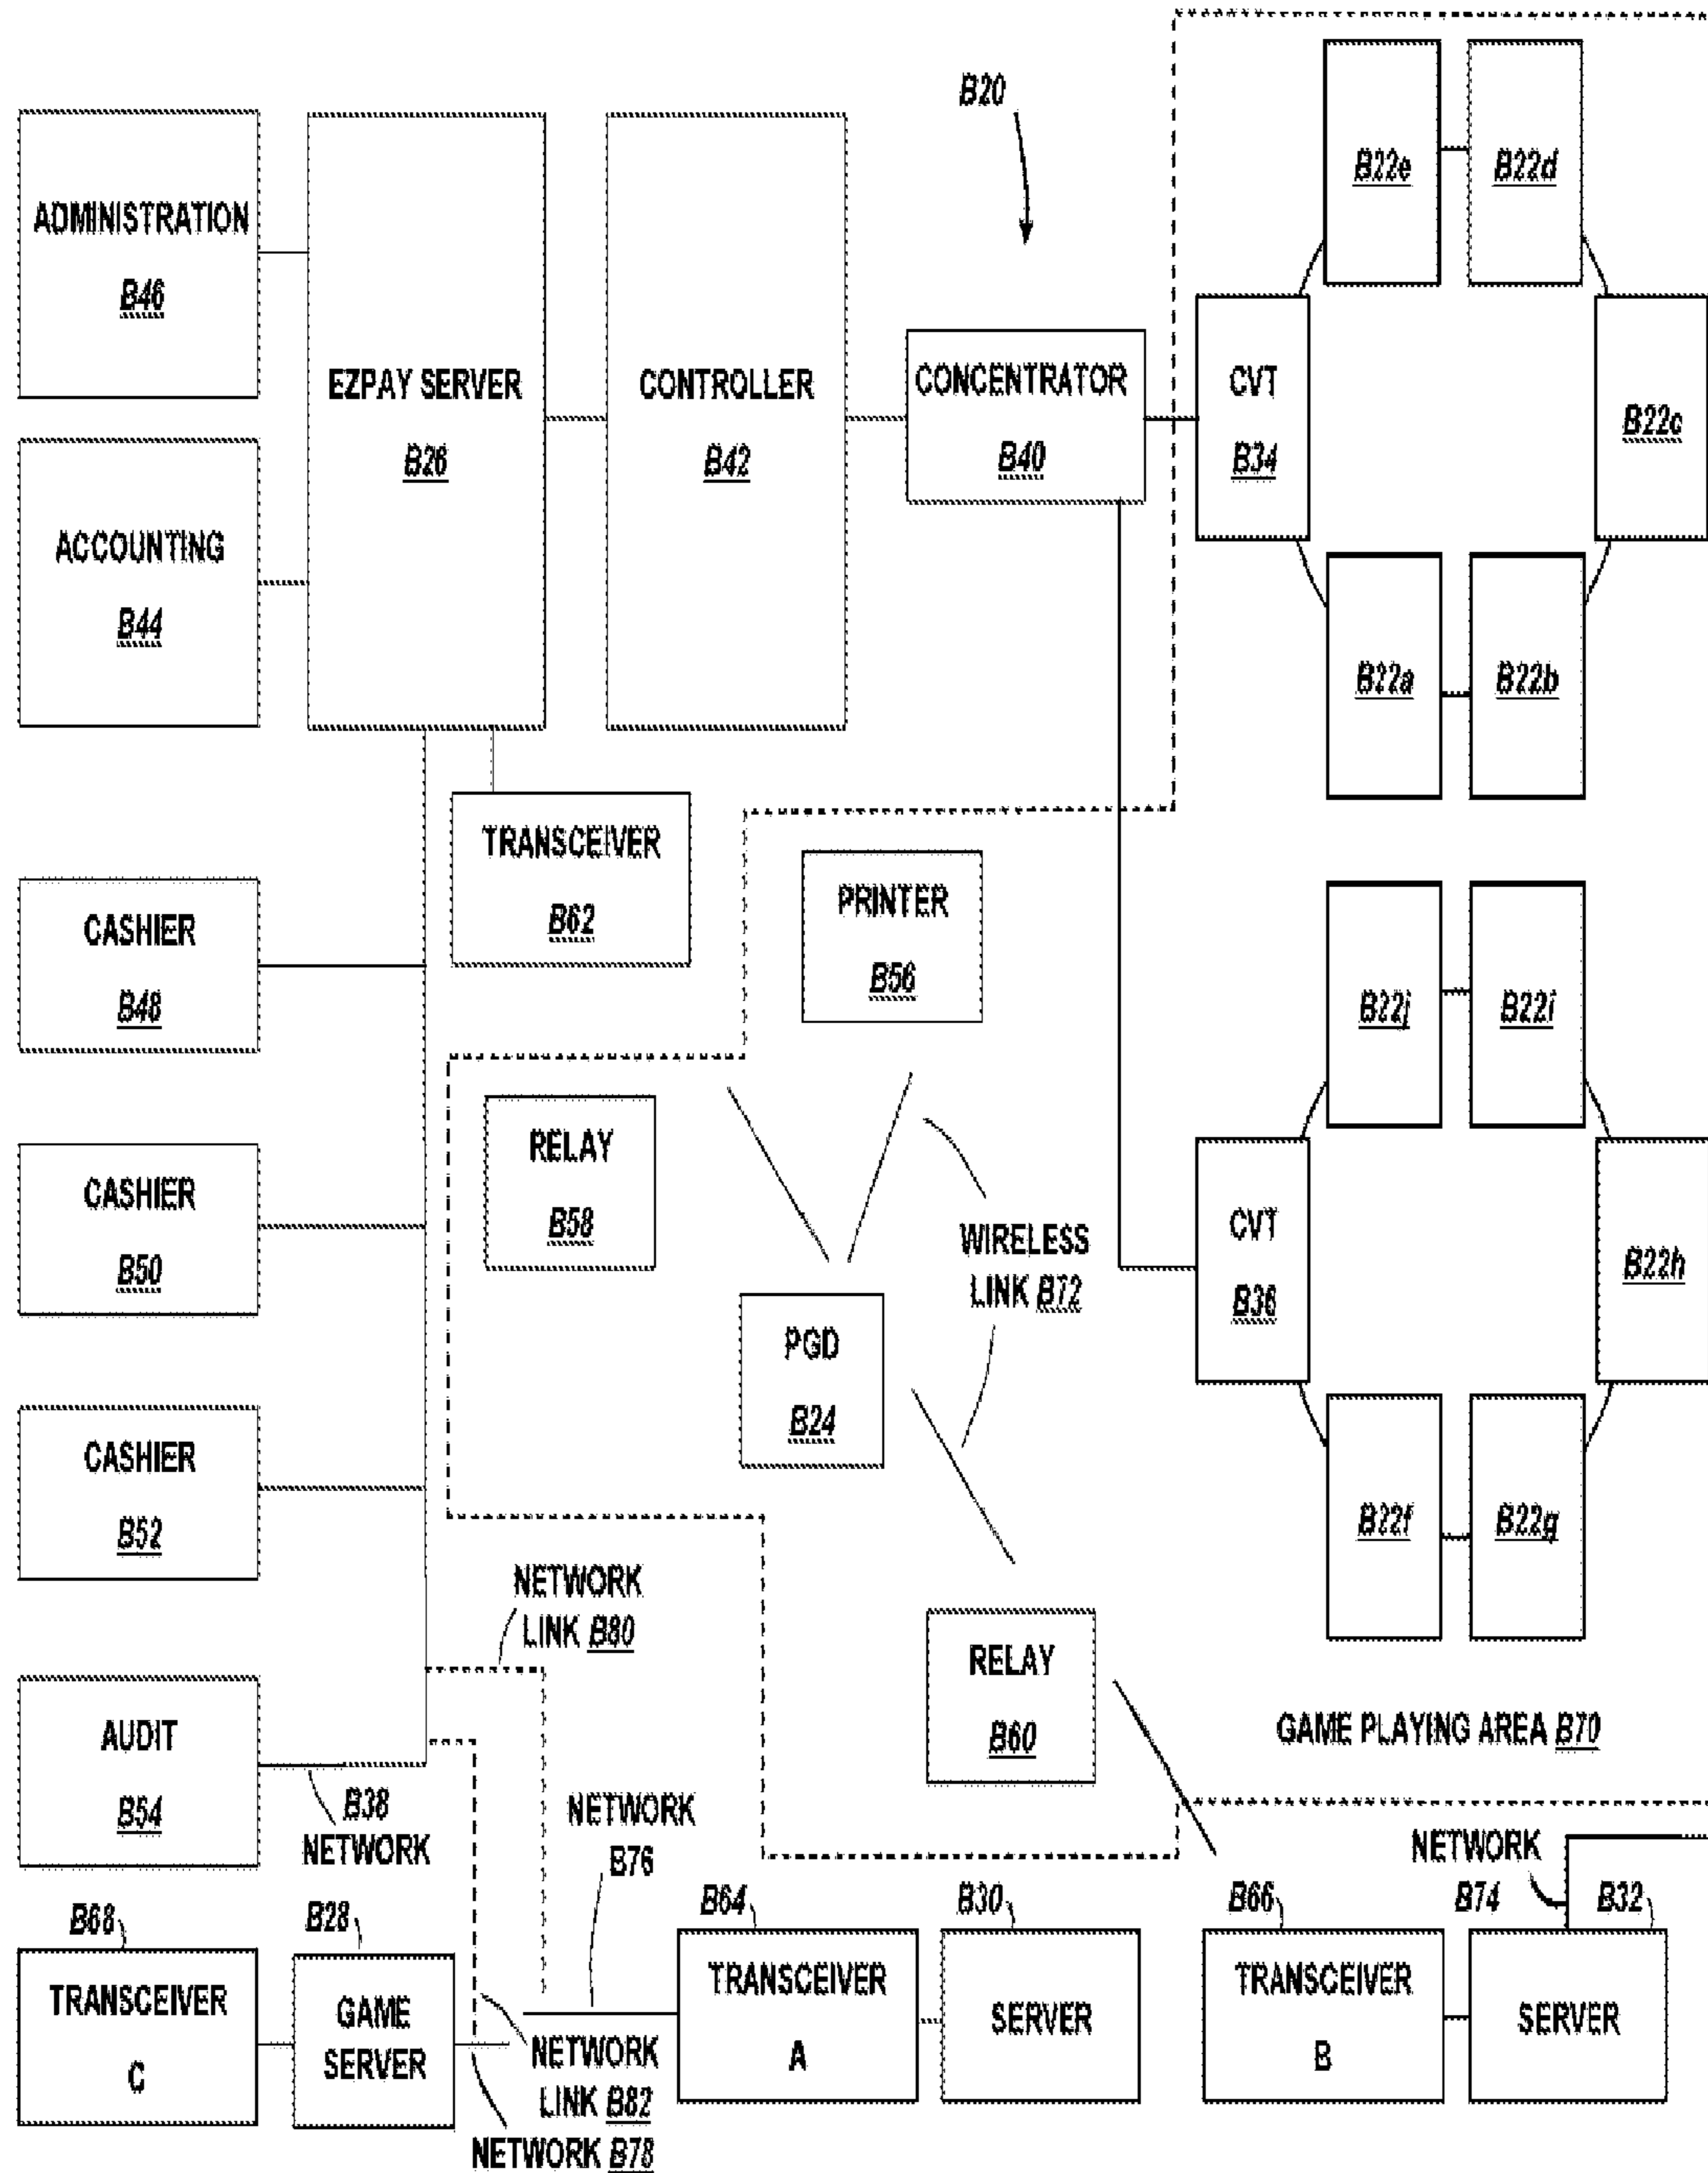 B20
B22e
B22d
ADMINISTRATION
B46
EZPAY SERVER
B26
CONTROLLER
B42
CONCENTRATOR
B40
CVT
B34
B22c
ACCOUNTING
B44
B22a
B22b
TRANSCEIVER
B62
PRINTER
B56
CASHIER
B48
B22j
B22i
RELAY
B58
CASHIER
B50
WIRELESS
LINK B72
CVT
B36
B22h
PGD
B24
CASHIER
B52
B22f
B22g
NETWORK
LINK B80
RELAY
B60
GAME PLAYING AREA B70
AUDIT
B54
B38
NETWORK
NETWORK
B76
NETWORK
B74
B68
B28
B64
B30
B66
B32
TRANSCEIVER
C
GAME
SERVER
NETWORK
LINK B82
NETWORK B78
TRANSCEIVER
A
SERVER
TRANSCEIVER
B
SERVER